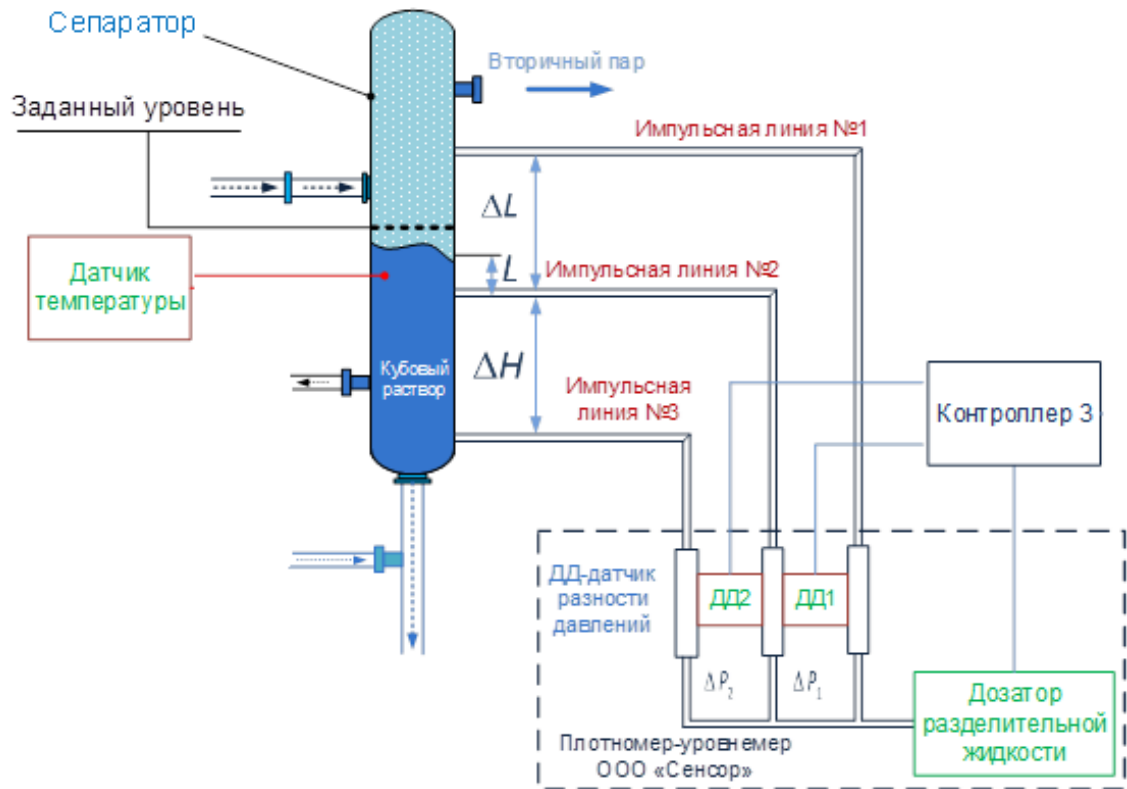 Сепаратор
Вторичный пар
Заданный уровень
Импульсная линия №1
ΔL
Датчик
температуры
L
Импульсная линия №2
Кубовый
раствор
ΔH
Импульсная
линия №3
Контроллер 3
ДД-датчик
разности
давлений
ДД2
ДД1
ΔP₂
ΔP₁
Дозатор
разделительной
жидкости
Плотномер-уровнемер
ООО «Сенсор»